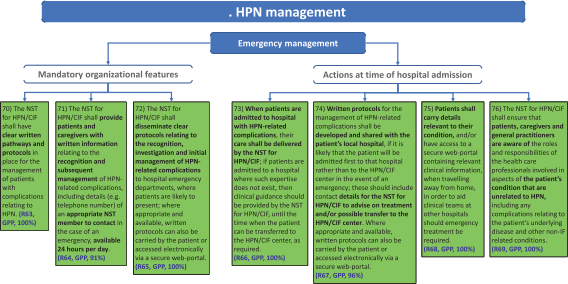 . HPN management
Emergency management
Mandatory organizational features
Actions at time of hospital admission
70) The NST
for HPN/CIF
shall have
clear written
pathways and
protocols in
place for the
management
of patients
with
complications
relating to
HPN. (R63,
GPP, 100%)
71) The NST for
HPN/CIF shall provide
patients and
caregivers with
written information
relating to the
recognition and
subsequent
management of HPN-
related complications,
including details (e.g.
telephone number) of
an appropriate NST
member to contact in
the case of an
emergency, available
24 hours per day.
(R64, GPP, 91%)
72) The NST for
HPN/CIF shall
disseminate clear
protocols relating to
the recognition,
investigation and initial
management of HPN-
related complications
to hospital emergency
departments, where
patients are likely to
present; where
appropriate and
available, written
protocols can also be
carried by the patient or
accessed electronically
via a secure web-portal.
(R65, GPP, 100%)
73) When patients are
admitted to hospital
with HPN-related
complications, their
care shall be delivered
by the NST for
HPN/CIF; if patients are
admitted to a hospital
where such expertise
does not exist, then
clinical guidance should
be provided by the NST
for HPN/CIF, until the
time when the patient
can be transferred to
the HPN/CIF center, as
required.
(R66, GPP, 100%)
74) Written protocols for the
management of HPN-related
complications shall be
developed and shared with the
patient's local hospital, if it is
likely that the patient will be
admitted first to that hospital
rather than to the HPN/CIF
center in the event of an
emergency; these should include
contact details for the NST for
HPN/CIF to advise on treatment
and/or possible transfer to the
HPN/CIF center. Where
appropriate and available,
written protocols can also be
carried by the patient or
accessed electronically via a
secure web-portal.
(R67, GPP, 96%)
75) Patients shall
carry details
relevant to their
condition, and/or
have access to a
secure web-portal
containing relevant
clinical information,
when travelling
away from home,
in order to aid
clinical teams at
other hospitals
should emergency
treatment be
required.
(R68, GPP, 100%)
76) The NST for
HPN/CIF shall ensure
that patients,
caregivers and general
practitioners are aware
of the roles and
responsibilities of the
health care
professionals involved
in aspects of the
patient's condition that
are unrelated to HPN,
including any
complications relating
to the patient's
underlying disease and
other non-IF related
conditions.
(R69, GPP, 100%)